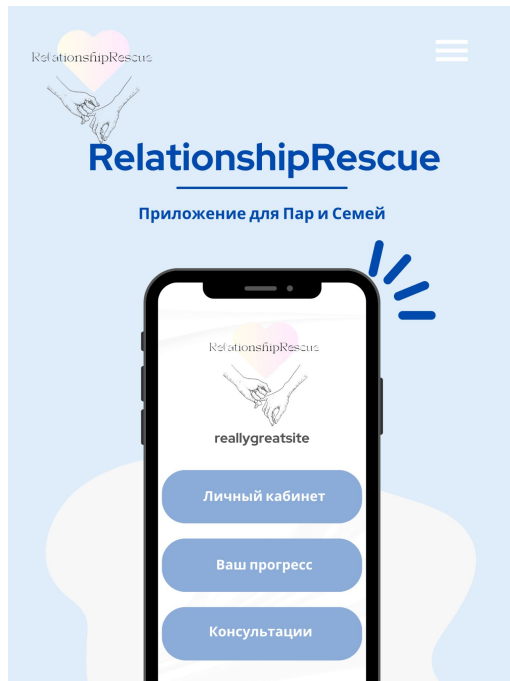 RelationshipRescue
RelationshipRescue
Приложение для Пар и Семей
RelationshipRescue
reallygreatsite
Личный кабинет
Ваш прогресс
Консультации